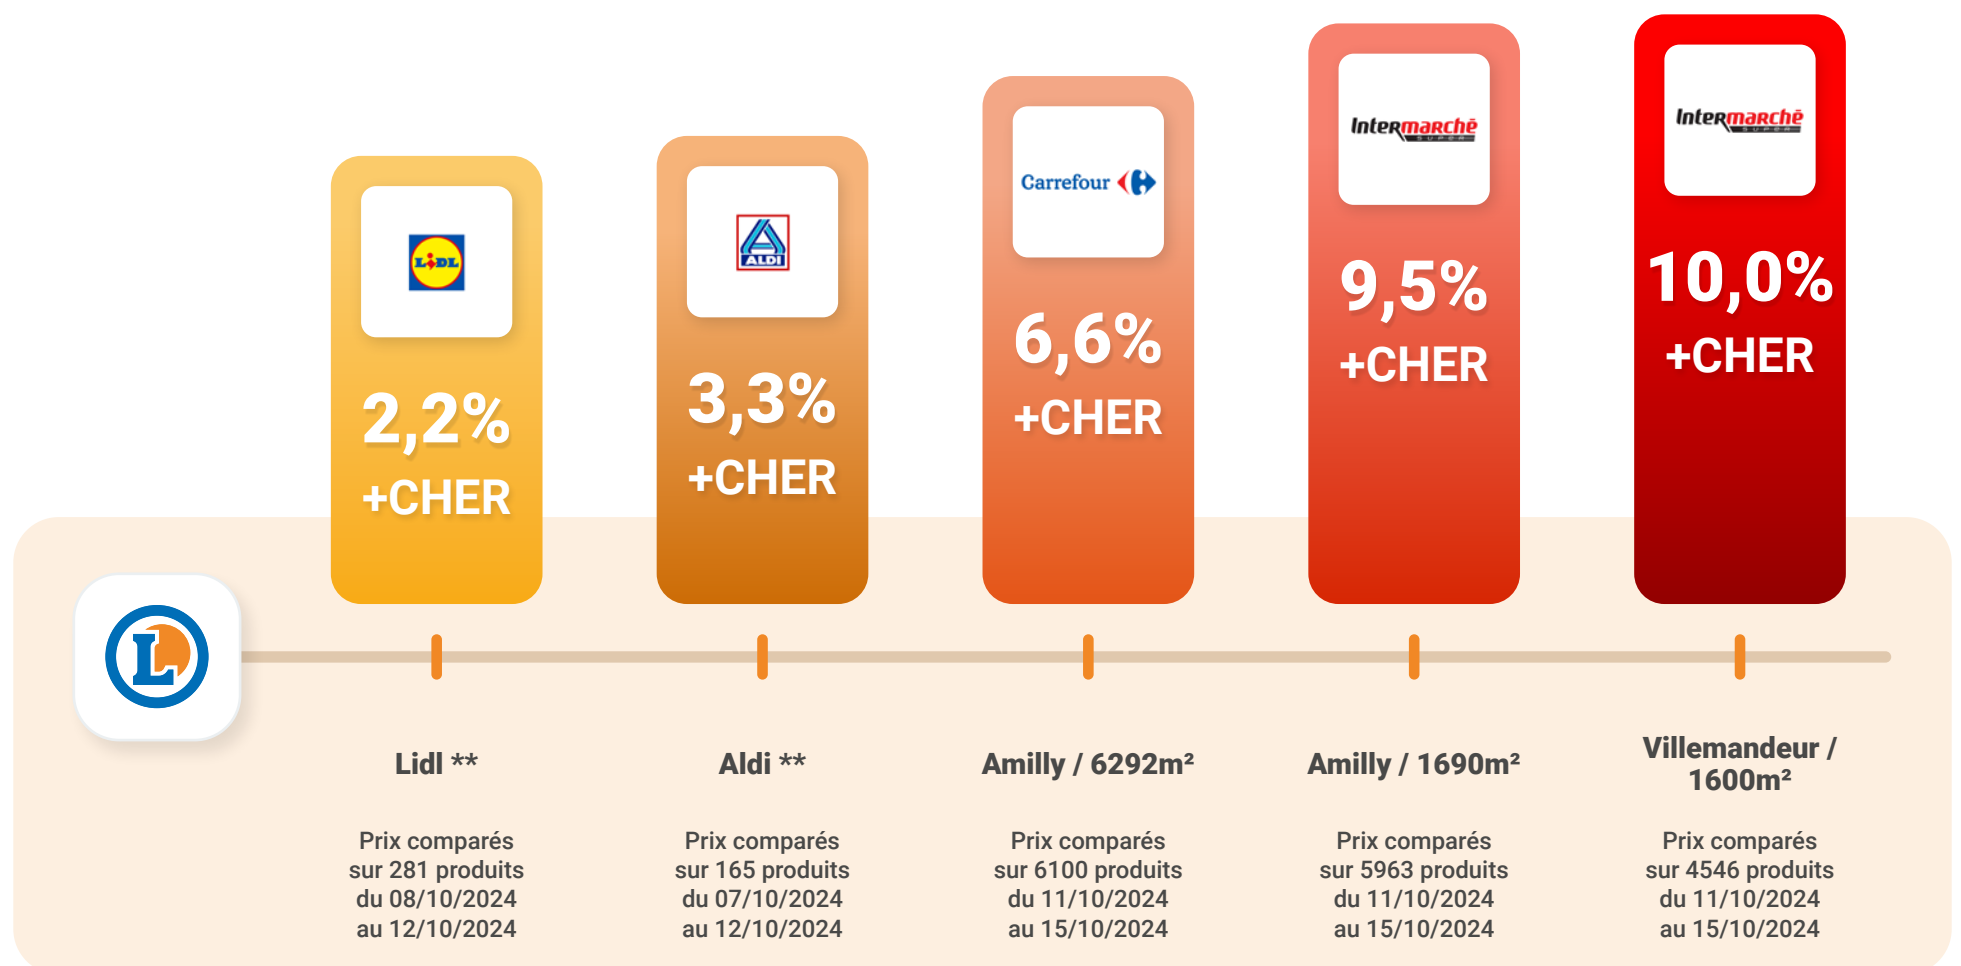 LIDL
2,2%
+CHER
ALDI
3,3%
+CHER
Carrefour
6,6%
+CHER
Intermarchē
SUPER
9,5%
+CHER
Intermarchē
SUPER
10,0%
+CHER
L
Lidl **
Prix comparés
sur 281 produits
du 08/10/2024
au 12/10/2024
Aldi **
Prix comparés
sur 165 produits
du 07/10/2024
au 12/10/2024
Amilly / 6292m²
Prix comparés
sur 6100 produits
du 11/10/2024
au 15/10/2024
Amilly / 1690m²
Prix comparés
sur 5963 produits
du 11/10/2024
au 15/10/2024
Villemandeur /
1600m²
Prix comparés
sur 4546 produits
du 11/10/2024
au 15/10/2024